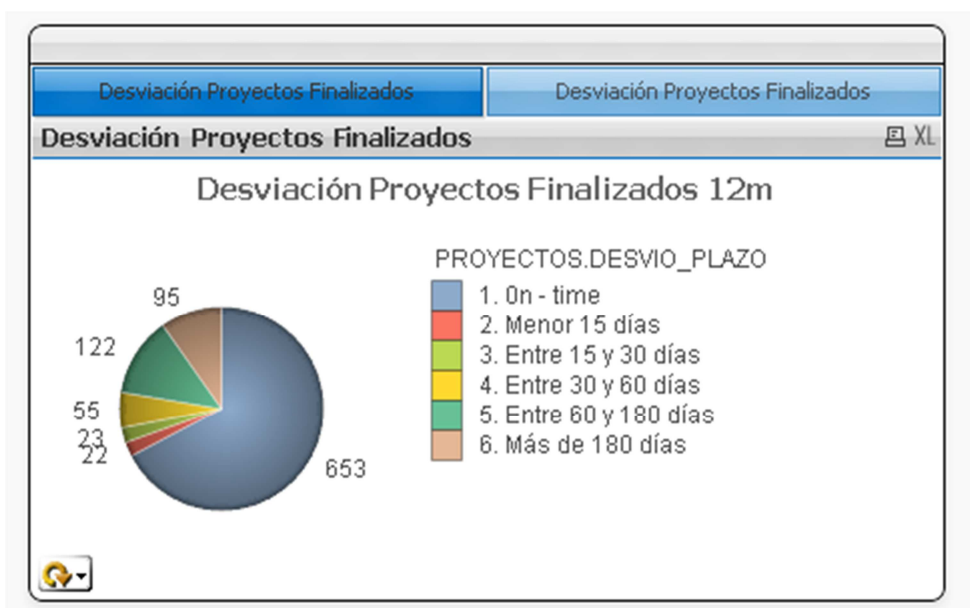 Desviación Proyectos Finalizados
Desviación Proyectos Finalizados
Desviación Proyectos Finalizados
XL
Desviación Proyectos Finalizados 12m
PROYECTOS.DESVIO_PLAZO
1. On - time
2. Menor 15 días
3. Entre 15 y 30 días
4. Entre 30 y 60 días
5. Entre 60 y 180 días
6. Más de 180 días
95
122
55
23
22
653